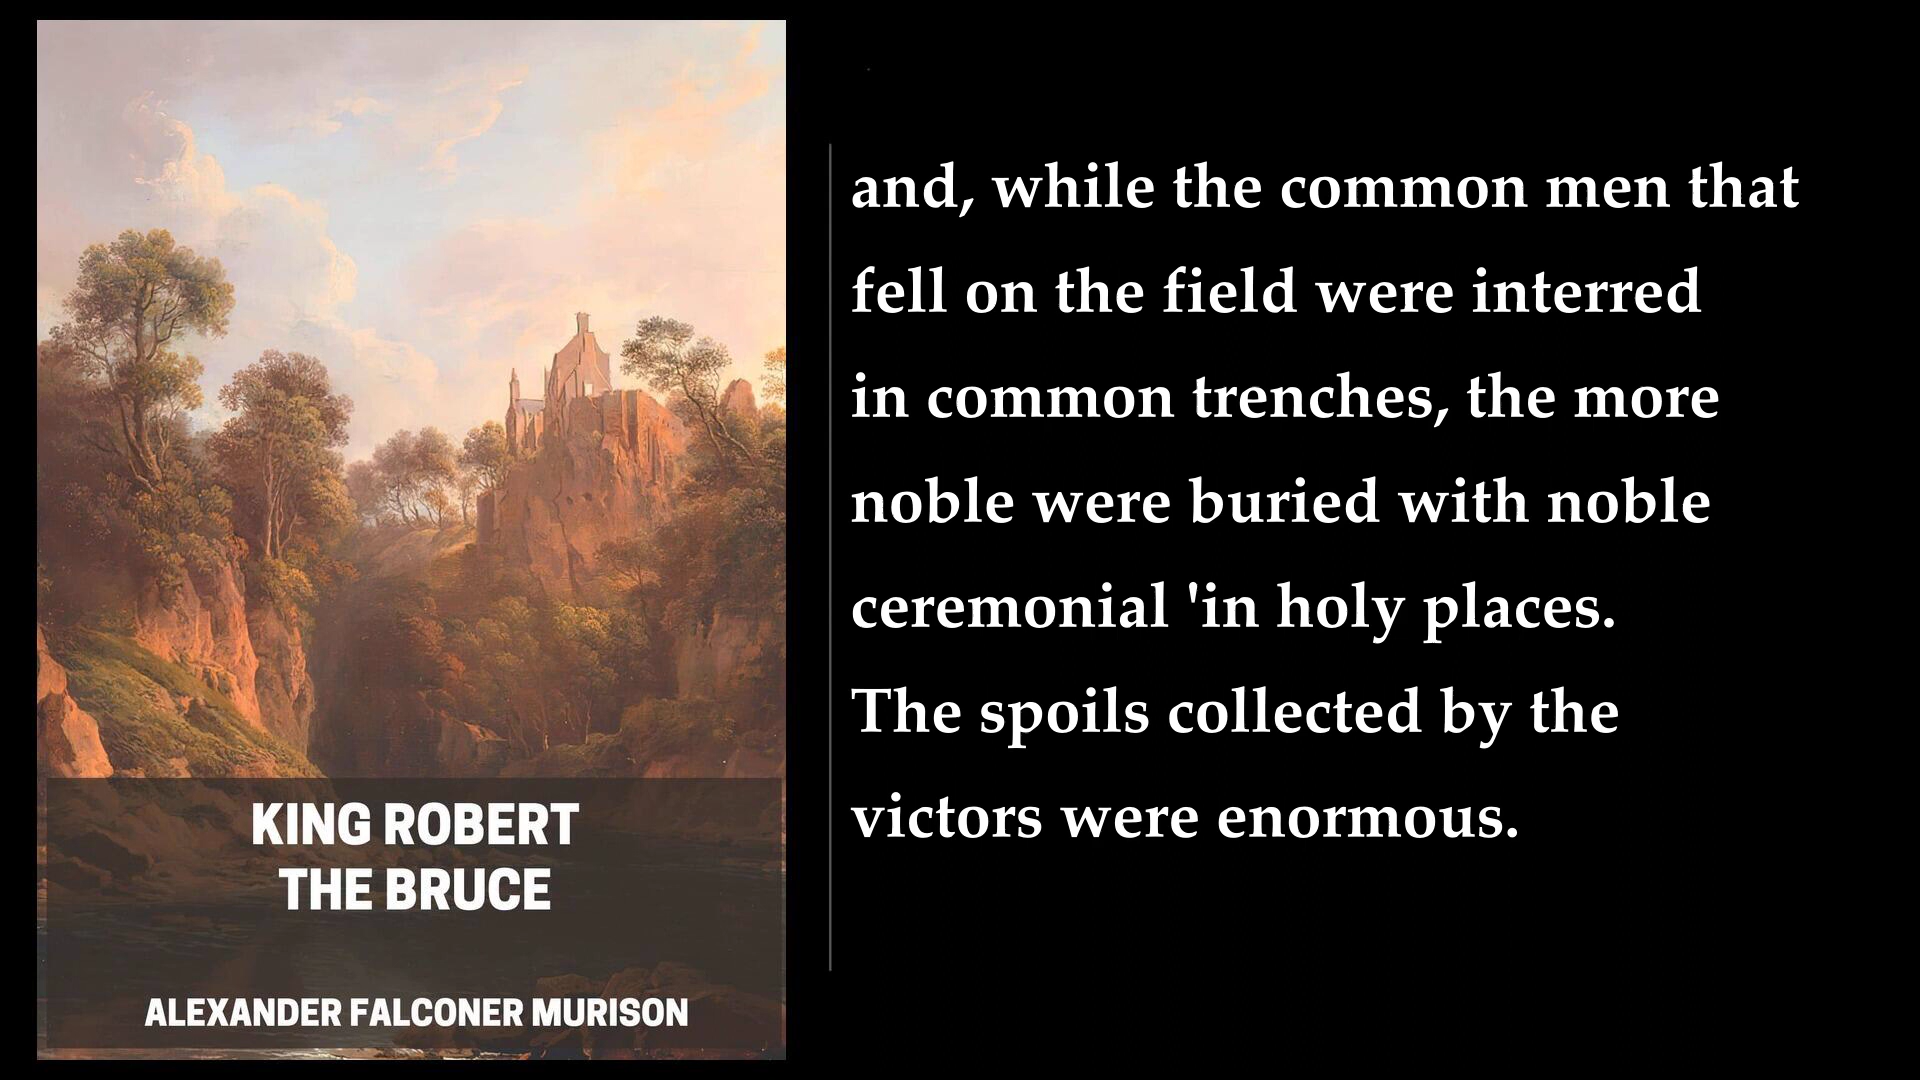 KING ROBERT
THE BRUCE
ALEXANDER FALCONER MURISON
and, while the common men that
fell on the field were interred
in common trenches, the more
noble were buried with noble
ceremonial 'in holy places.
The spoils collected by the
victors were enormous.